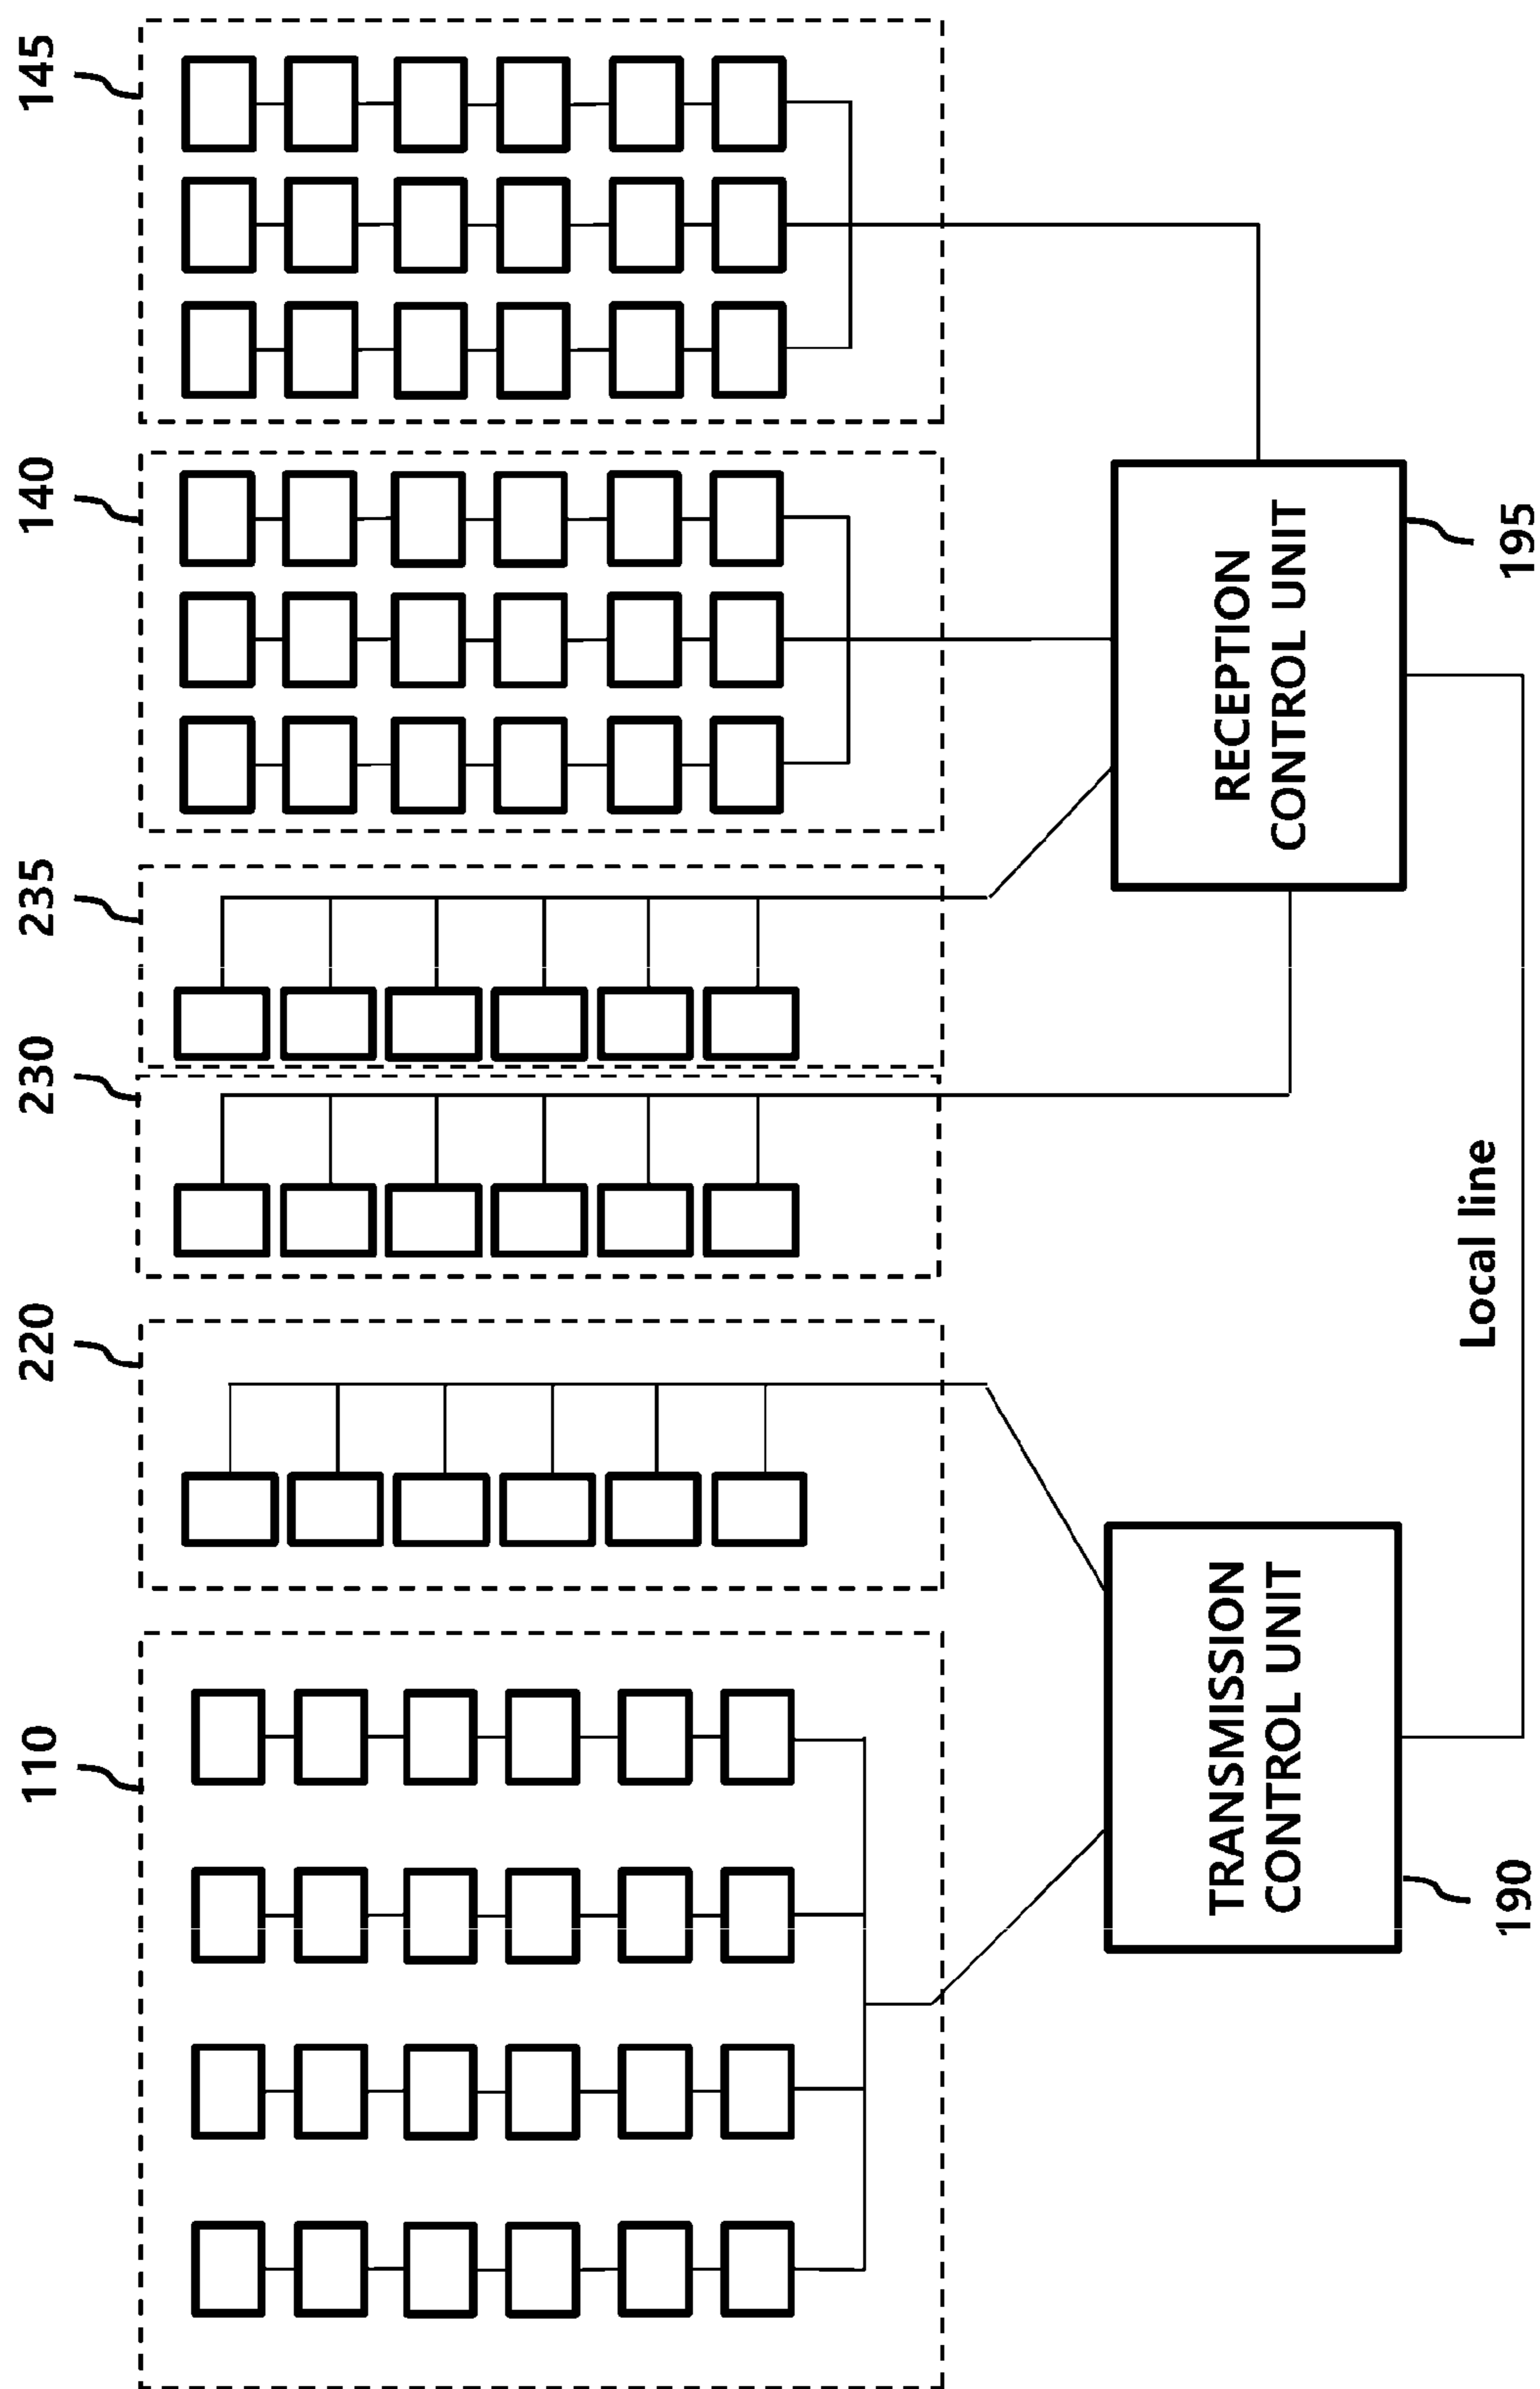 110
220
230
235
140
145
TRANSMISSION
CONTROL UNIT
190
RECEPTION
CONTROL UNIT
195
Local line